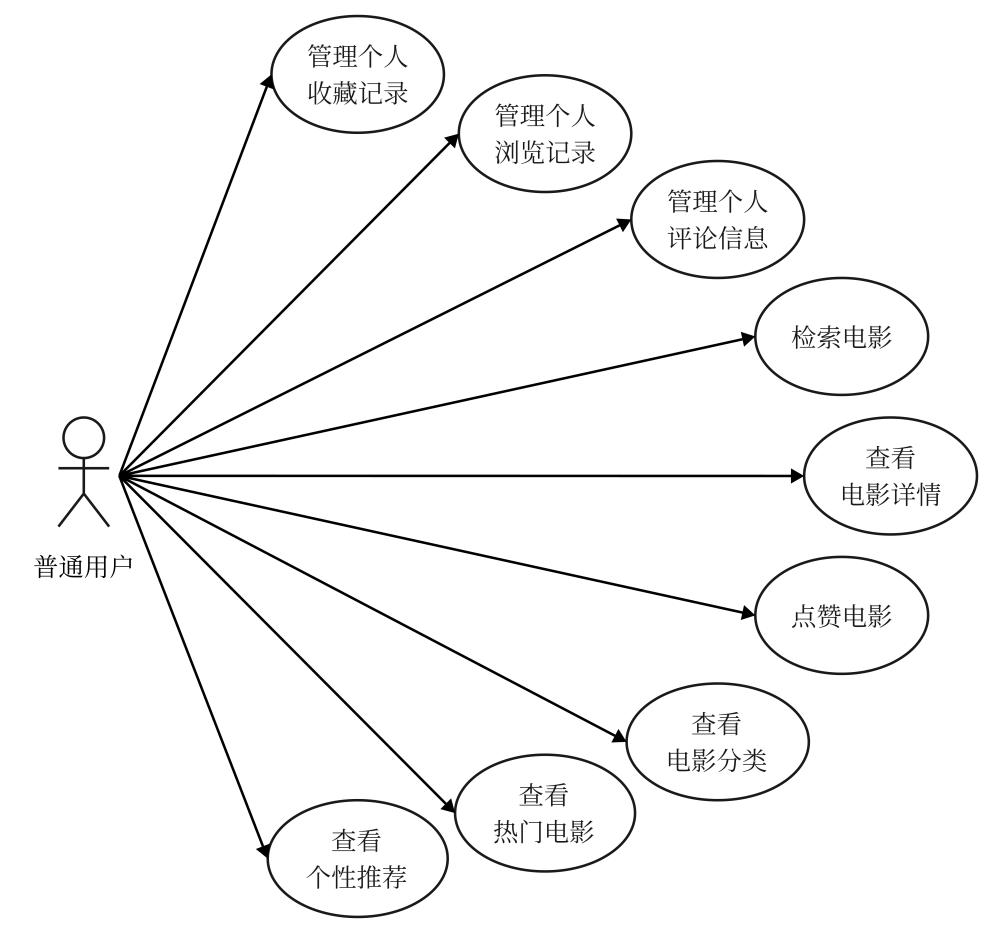 管理个人
收藏记录
管理个人
浏览记录
管理个人
评论信息
检索电影
查看
电影详情
普通用户
点赞电影
查看
电影分类
查看
热门电影
查看
个性推荐